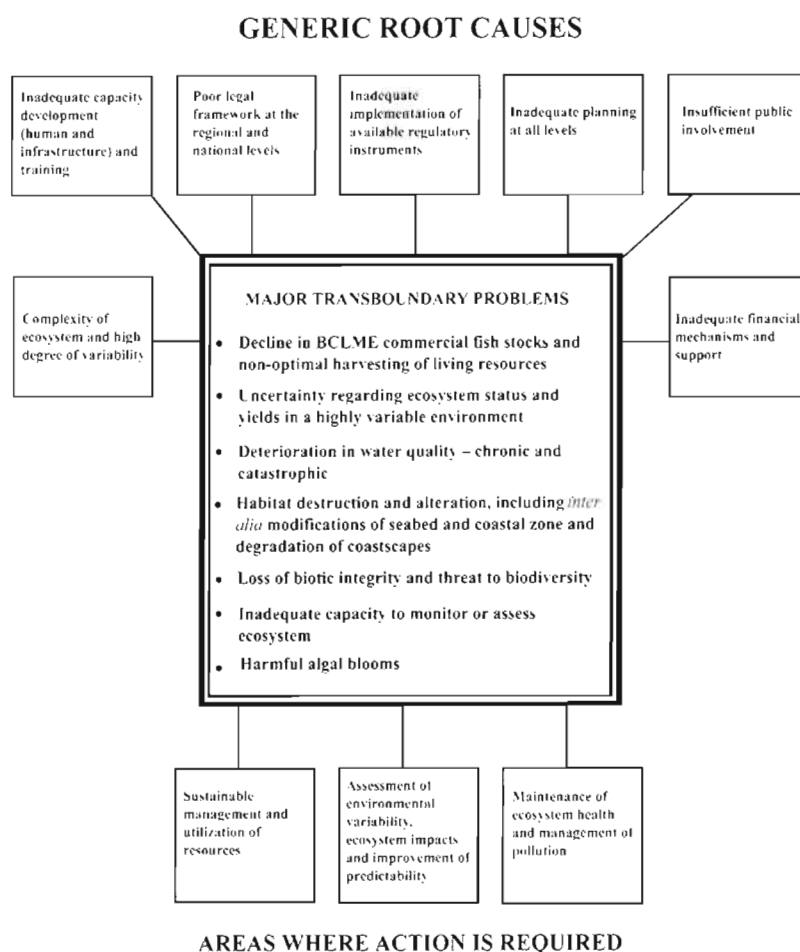 GENERIC ROOT CAUSES
Inadequate capacity
development
(human and
infrastructure) and
training
Poor legal
framework at the
regional and
national levels
Inadequate
implementation of
available regulatory
instruments
Inadequate planning
at all levels
Insufficient public
involvement
Complexity of
ecosystem and high
degree of variability
Inadequate financial
mechanisms and
support
MAJOR TRANSBOUNDARY PROBLEMS
• Decline in BCLME commercial fish stocks and
non-optimal harvesting of living resources
• Uncertainty regarding ecosystem status and
yields in a highly variable environment
• Deterioration in water quality – chronic and
catastrophic
• Habitat destruction and alteration, including inter
alia modifications of seabed and coastal zone and
degradation of coastscapes
• Loss of biotic integrity and threat to biodiversity
• Inadequate capacity to monitor or assess
ecosystem
• Harmful algal blooms
Sustainable
management and
utilization of
resources
Assessment of
environmental
variability,
ecosystem impacts
and improvement of
predictability
Maintenance of
ecosystem health
and management of
pollution
AREAS WHERE ACTION IS REQUIRED